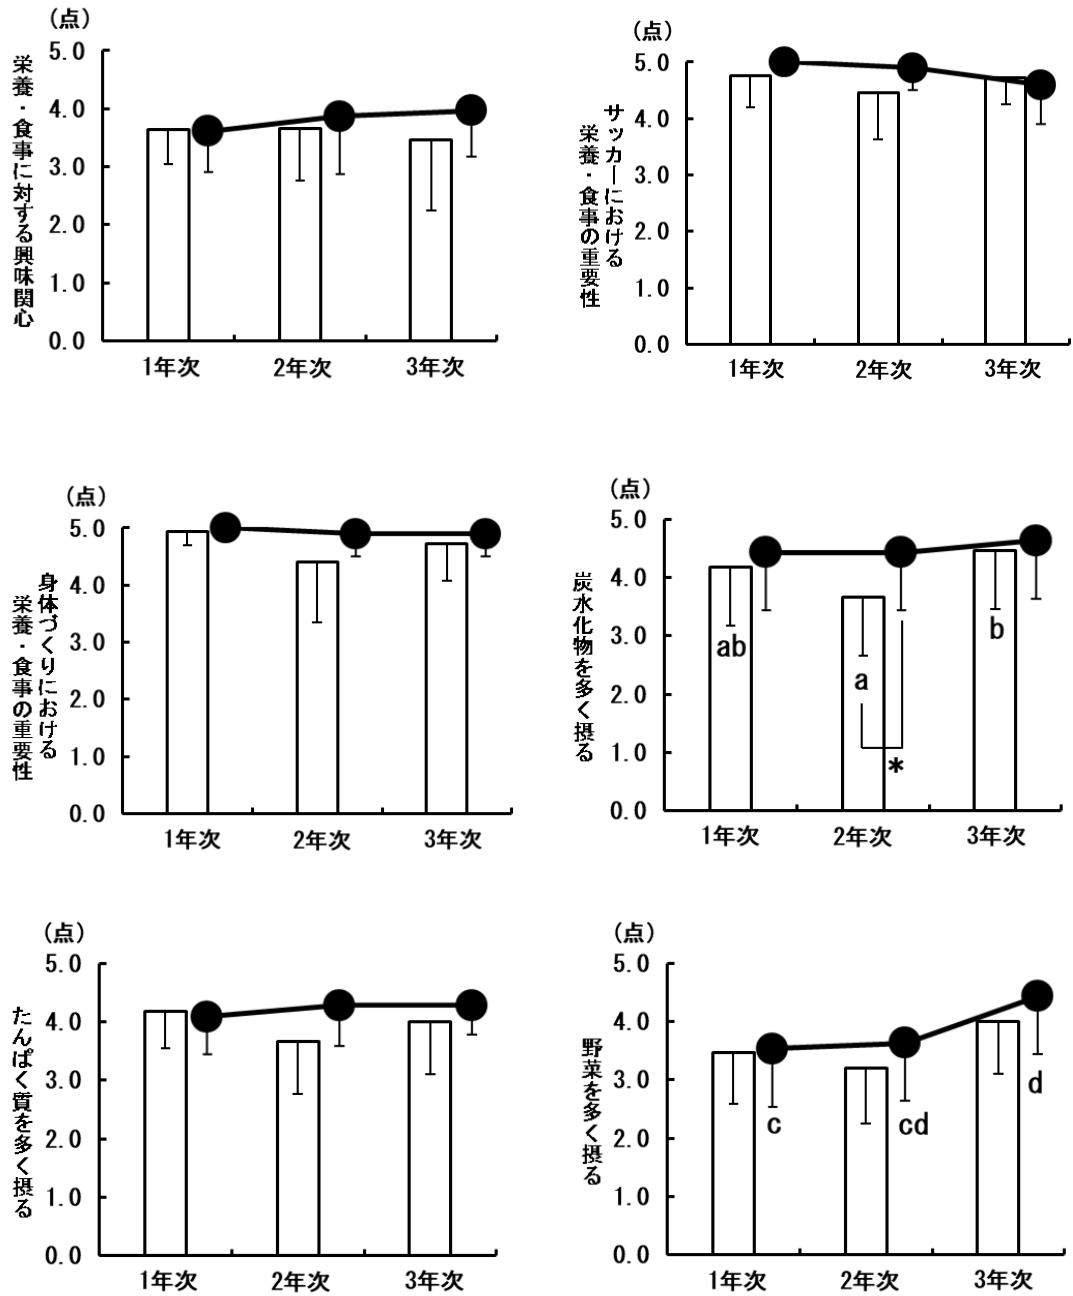 (点)
栄養・食事に対する興味関心
5.0
4.0
3.0
2.0
1.0
0.0
1年次
2年次
3年次
(点)
サッカーにおける
栄養・食事の重要性
5.0
4.0
3.0
2.0
1.0
0.0
1年次
2年次
3年次
(点)
身体づくりにおける
栄養・食事の重要性
5.0
4.0
3.0
2.0
1.0
0.0
1年次
2年次
3年次
(点)
炭水化物を多く摂る
5.0
4.0
3.0
2.0
1.0
0.0
ab
a
b
*
1年次
2年次
3年次
(点)
たんぱく質を多く摂る
5.0
4.0
3.0
2.0
1.0
0.0
1年次
2年次
3年次
(点)
野菜を多く摂る
5.0
4.0
3.0
2.0
1.0
0.0
c
cd
d
1年次
2年次
3年次